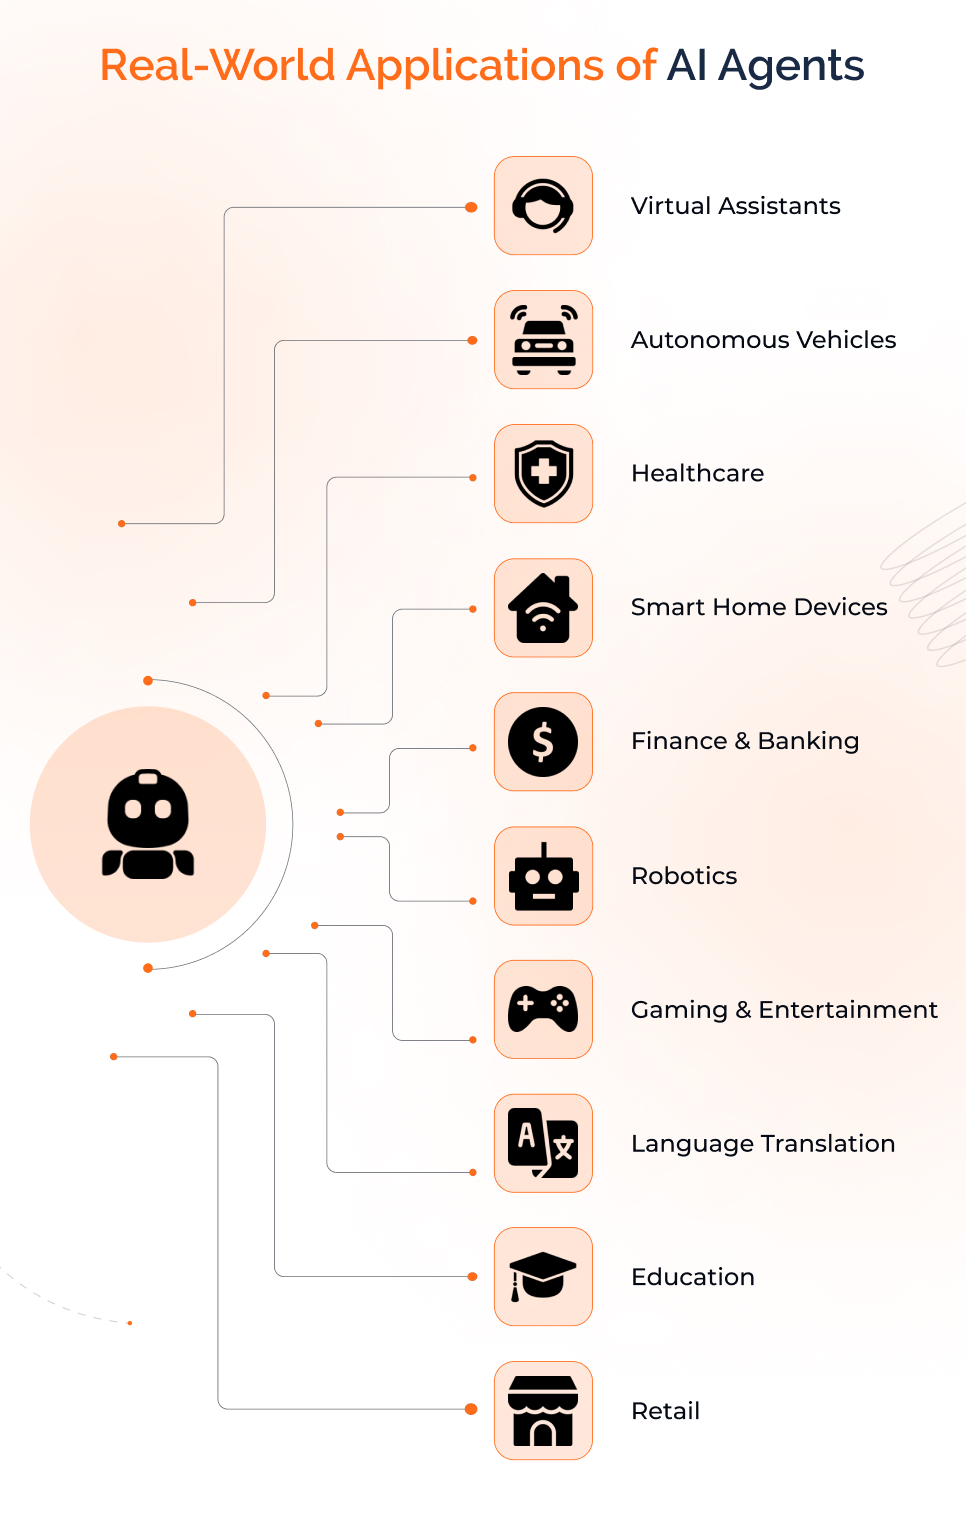 Real-World Applications of AI Agents
Virtual Assistants
Autonomous Vehicles
Healthcare
Smart Home Devices
$
Finance & Banking
Robotics
Gaming & Entertainment
A 文
Language Translation
Education
Retail